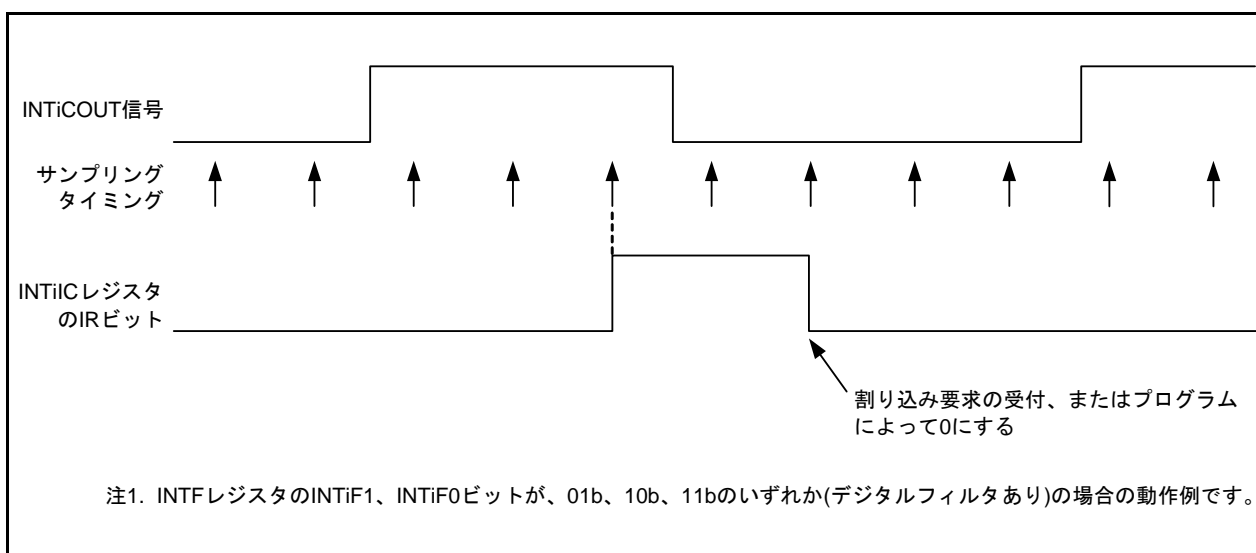 INTiCOUT信号
サンプリング
タイミング
INTiICレジスタ
のIRビット
割り込み要求の受付、またはプログラム
によって0にする
注1. INTFレジスタのINTiF1、INTiF0ビットが、01b、10b、11bのいずれか(デジタルフィルタあり)の場合の動作例です。